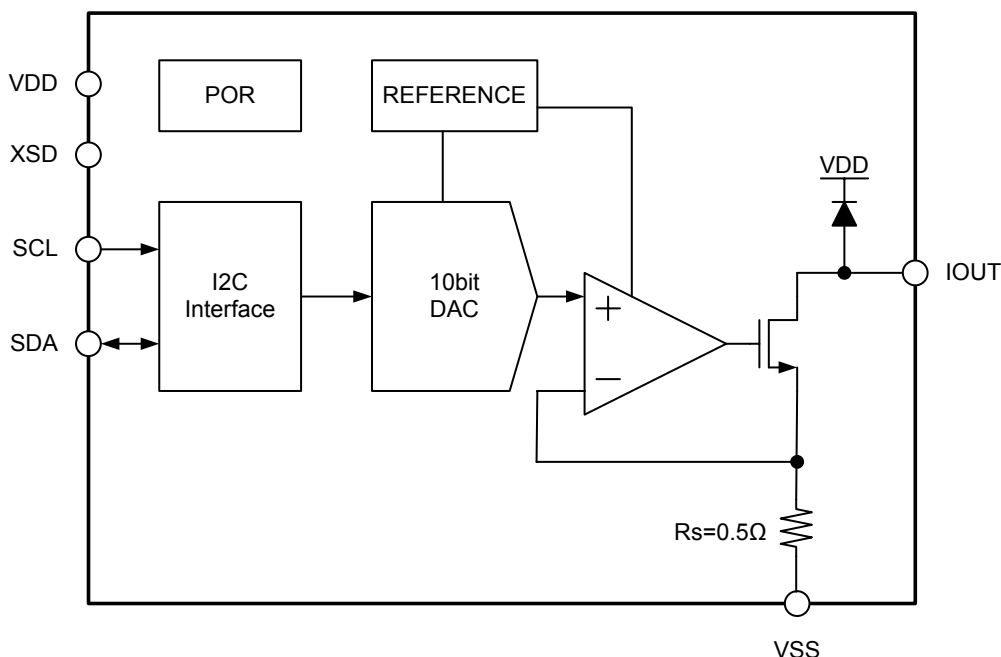 VDD
POR
REFERENCE
XSD
VDD
SCL
I2C
Interface
10bit
DAC
IOUT
SDA
+
−
Rs=0.5Ω
VSS